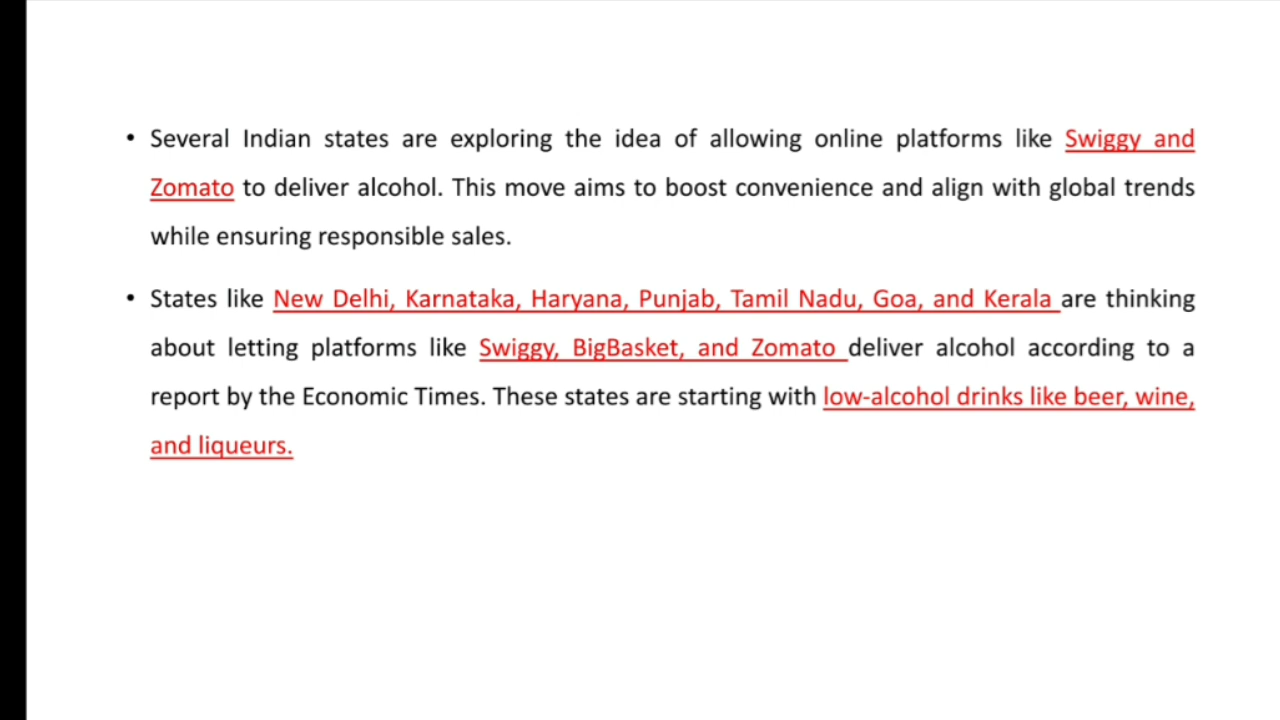 • Several Indian states are exploring the idea of allowing online platforms like Swiggy and
Zomato to deliver alcohol. This move aims to boost convenience and align with global trends
while ensuring responsible sales.
• States like New Delhi, Karnataka, Haryana, Punjab, Tamil Nadu, Goa, and Kerala are thinking
about letting platforms like Swiggy, BigBasket, and Zomato deliver alcohol according to a
report by the Economic Times. These states are starting with low-alcohol drinks like beer, wine,
and liqueurs.